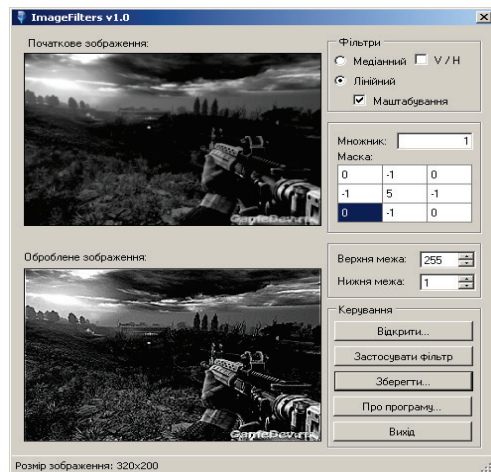 ImageFilters v1.0
Початкове зображення:
GameDev.ru
Оброблене зображення:
GameDev.ru
Фільтри
Медіанний V / H
Лінійний
Маштабування
Множник: 1
Маска:
0 -1 0
-1 5 -1
0 -1 0
Верхня межа: 255
Нижня межа: 1
Керування
Відкрити...
Застосувати фільтр
Зберегти...
Про програму...
Вихід
Розмір зображення: 320x200